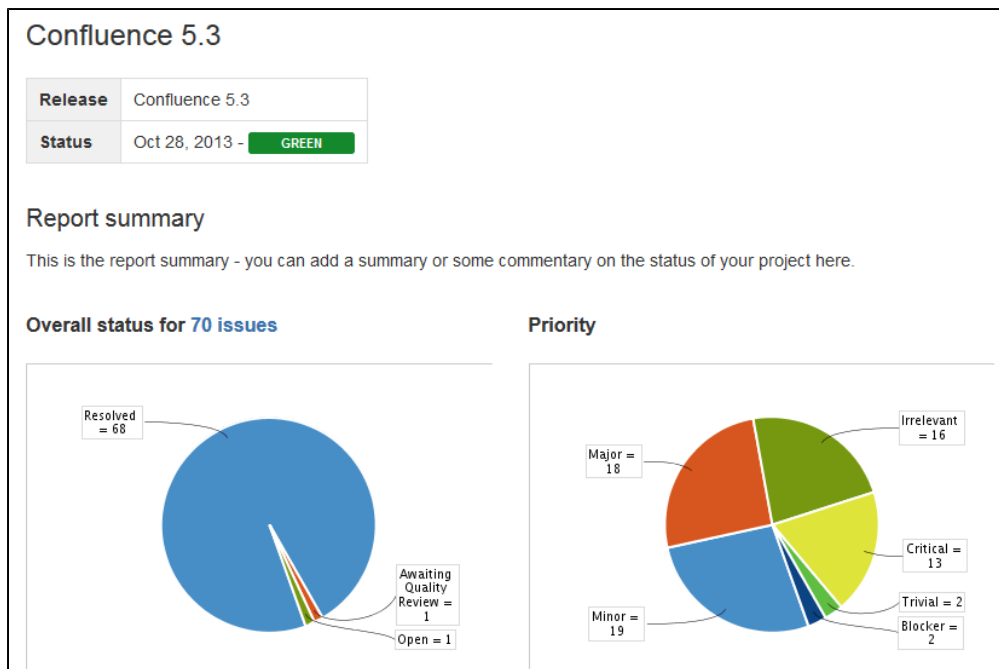 Confluence 5.3
Release Confluence 5.3
Status Oct 28, 2013 - GREEN
Report summary
This is the report summary - you can add a summary or some commentary on the status of your project here.
Overall status for 70 issues
Resolved
= 68
Awaiting
Quality
Review =
1
Open = 1
Priority
Irrelevant
= 16
Major =
18
Critical =
13
Trivial = 2
Blocker =
2
Minor =
19